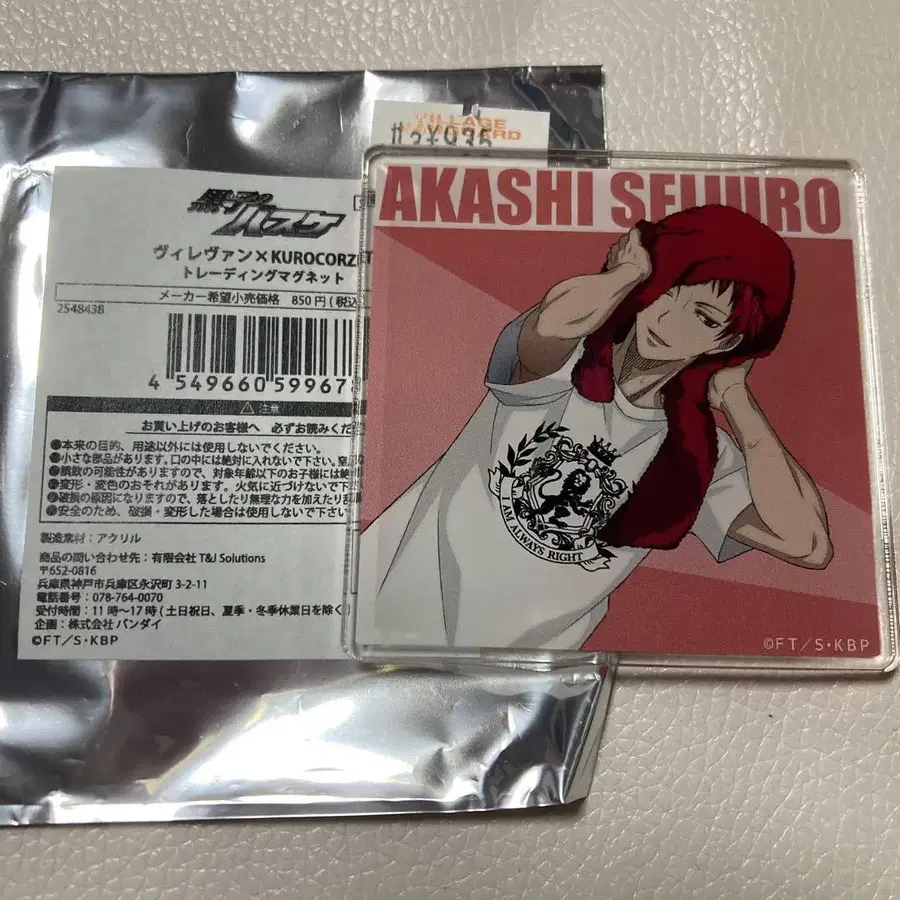 VILLAGE
¥935
黒子のバスケ
ヴィレヴァン×KUROCORZET
トレーディングマグネット
メーカー希望小売価格 850円(税込
2548438
4 549660 59967
⚠ 注意
お買い上げのお客様へ 必ずお読みくだ
●本来の目的、用途以外には使用しないでください。
●小さな部品があります。口の中には絶対に入れないで下さい。窒
●誤飲の可能性がありますので、対象年齢以下のお子様には絶
●変形・変色のおそれがあります。火気に近づけないで下
●破損の原因になりますので、落としたり無理な力を加えたり
●安全のため、破損・変形した場合は使用しないで下さい
製造素材:アクリル
商品の問い合わせ先:有限会社 T&J Solutions
〒652-0816
兵庫県神戸市兵庫区永沢町 3-2-11
電話番号:078-764-0070
受付時間:11時〜17時(土日祝日、夏季・冬季休業日を除く)
企画:株式会社 バンダイ
©FT/S・KBP
AKASHI SEIJURO
I AM ALWAYS RIGHT
©FT/S・KBP